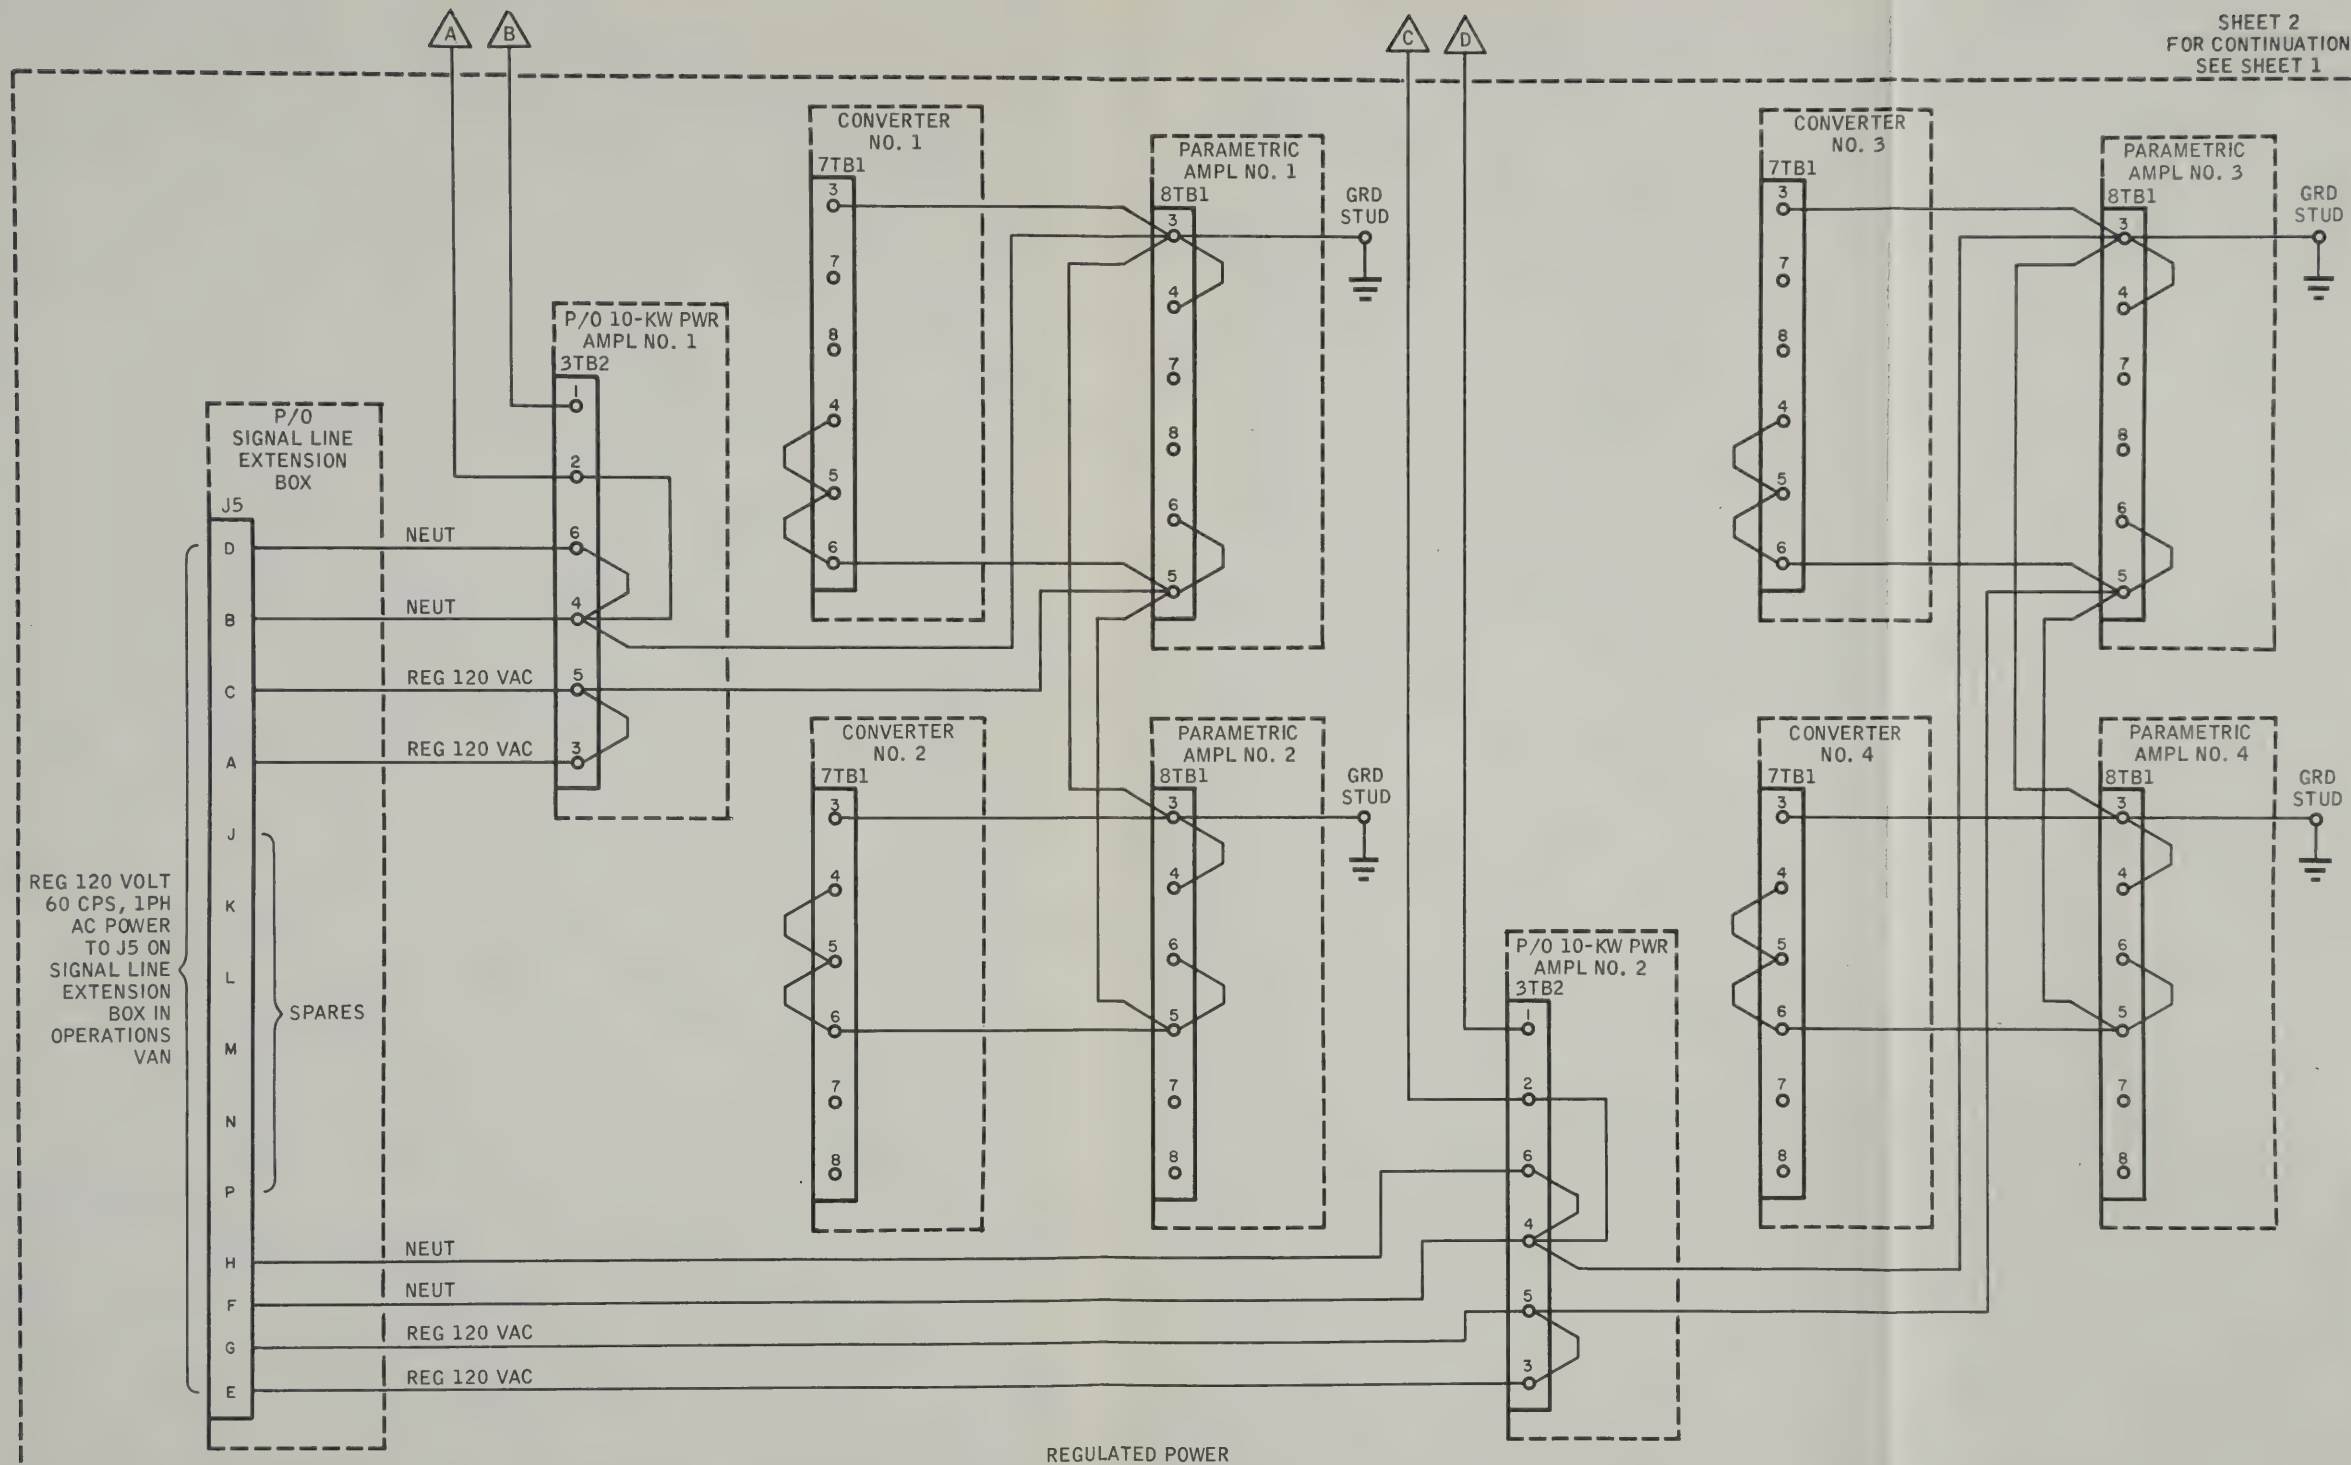 SHEET 2
FOR CONTINUATION
SEE SHEET 1
A
B
C
D
CONVERTER
NO. 1
7TB1
3
7
8
4
5
6
PARAMETRIC
AMPL NO. 1
8TB1
3
4
7
8
6
5
GRD
STUD
CONVERTER
NO. 3
7TB1
3
7
8
4
5
6
PARAMETRIC
AMPL NO. 3
8TB1
3
4
7
8
6
5
GRD
STUD
P/O 10-KW PWR
AMPL NO. 1
3TB2
1
2
6
4
5
3
P/O
SIGNAL LINE
EXTENSION
BOX
J5
D
B
C
A
J
K
L
M
N
P
H
F
G
E
NEUT
NEUT
REG 120 VAC
REG 120 VAC
SPARES
REG 120 VOLT
60 CPS, 1PH
AC POWER
TO J5 ON
SIGNAL LINE
EXTENSION
BOX IN
OPERATIONS
VAN
NEUT
NEUT
REG 120 VAC
REG 120 VAC
CONVERTER
NO. 2
7TB1
3
4
5
6
7
8
PARAMETRIC
AMPL NO. 2
8TB1
3
4
6
5
7
8
GRD
STUD
P/O 10-KW PWR
AMPL NO. 2
3TB2
1
2
6
4
5
3
CONVERTER
NO. 4
7TB1
3
4
5
6
7
8
PARAMETRIC
AMPL NO. 4
8TB1
3
4
6
5
7
8
GRD
STUD
REGULATED POWER